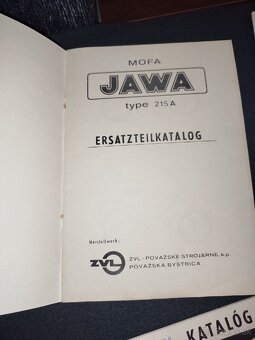 MOFA
JAWA
type 215A
ERSATZTEILKATALOG
Herstellwerk:
ZVL
ZVL - POVAŽSKÉ STROJÁRNE, k.p.
POVAŽSKÁ BYSTRICA
KATALÓG